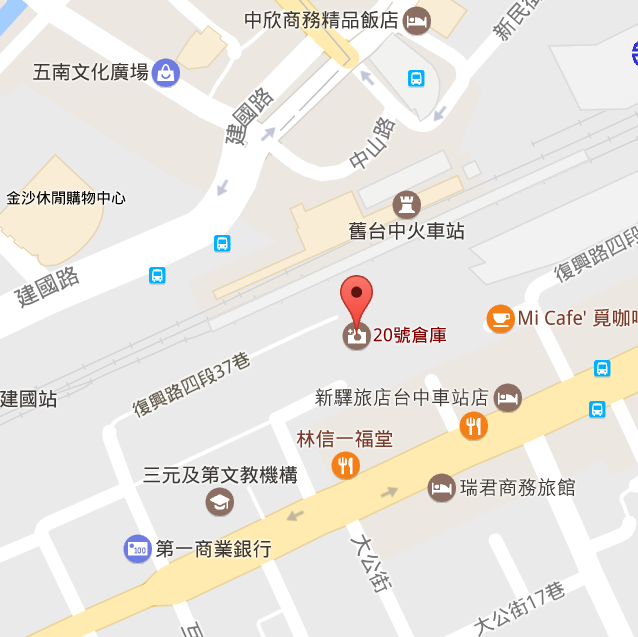 中欣商務精品飯店
新民街
五南文化廣場
建國路
中山路
金沙休閒購物中心
舊台中火車站
復興路四段
建國路
Mi Cafe' 覓咖啡
20號倉庫
復興路四段37巷
建國站
新驛旅店台中車站店
林信一福堂
三元及第文教機構
瑞君商務旅館
100
第一商業銀行
大公街
大公街17巷